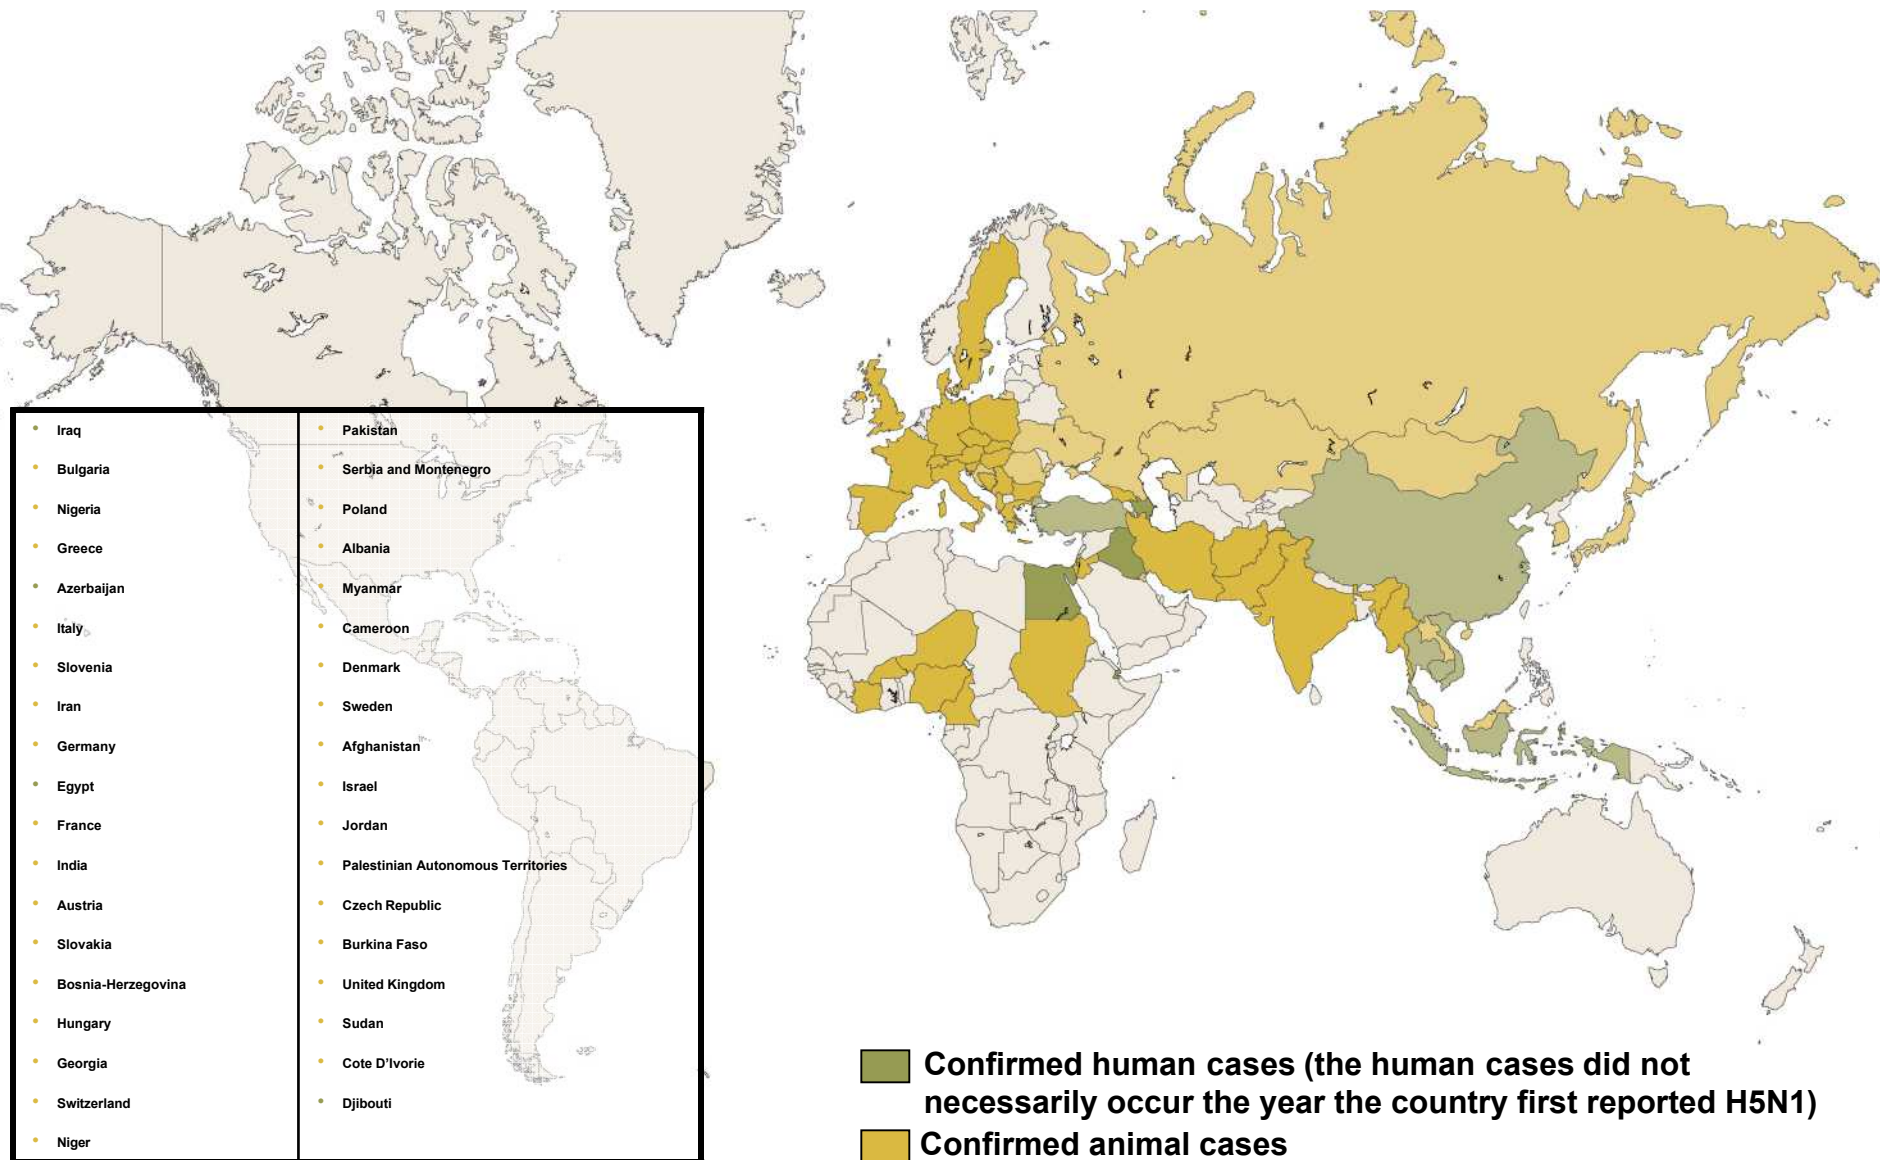 Iraq
Bulgaria
Nigeria
Greece
Azerbaijan
Italy
Slovenia
Iran
Germany
Egypt
France
India
Austria
Slovakia
Bosnia-Herzegovina
Hungary
Georgia
Switzerland
Niger
Pakistan
Serbia and Montenegro
Poland
Albania
Myanmar
Cameroon
Denmark
Sweden
Afghanistan
Israel
Jordan
Palestinian Autonomous Territories
Czech Republic
Burkina Faso
United Kingdom
Sudan
Cote D'Ivorie
Djibouti
Confirmed human cases (the human cases did not
necessarily occur the year the country first reported H5N1)
Confirmed animal cases